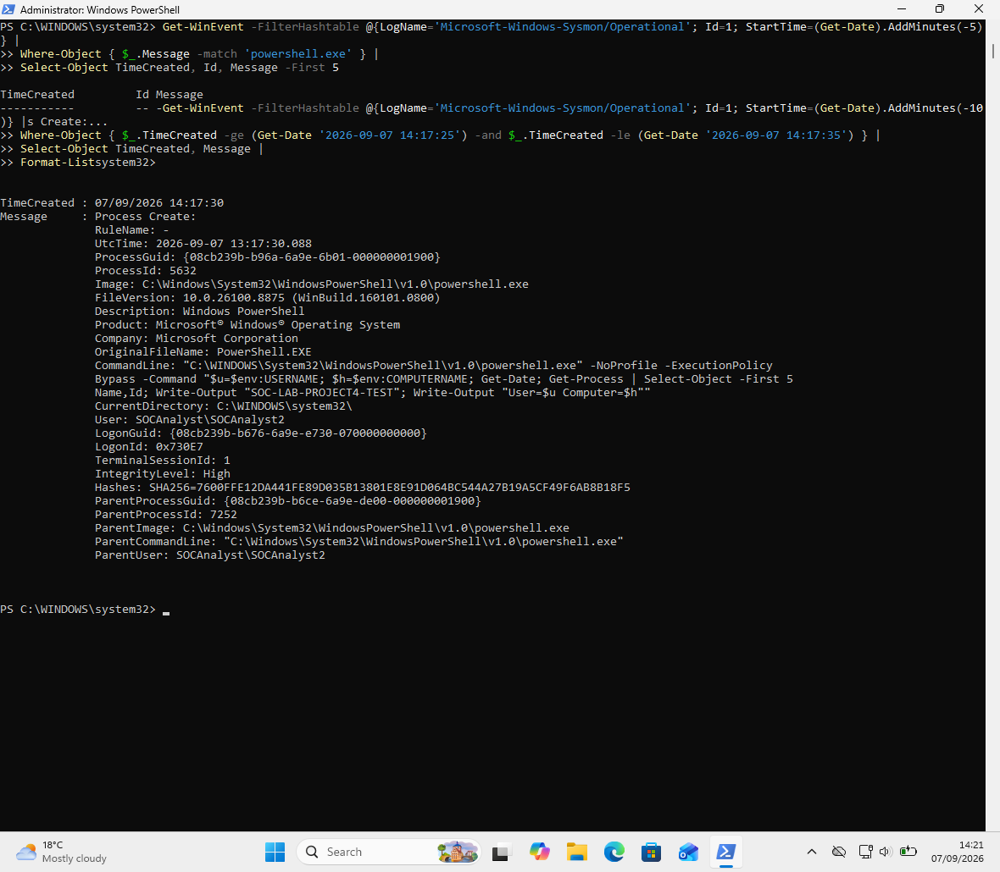 Administrator: Windows PowerShell
PS C:\WINDOWS\system32> Get-WinEvent -FilterHashtable @{LogName='Microsoft-Windows-Sysmon/Operational'; Id=1; StartTime=(Get-Date).AddMinutes(-5)
} |
>> Where-Object { $_.Message -match 'powershell.exe' } |
>> Select-Object TimeCreated, Id, Message -First 5
TimeCreated         Id Message
-----------         -- -Get-WinEvent -FilterHashtable @{LogName='Microsoft-Windows-Sysmon/Operational'; Id=1; StartTime=(Get-Date).AddMinutes(-10
)} |s Create:...
>> Where-Object { $_.TimeCreated -ge (Get-Date '2026-09-07 14:17:25') -and $_.TimeCreated -le (Get-Date '2026-09-07 14:17:35') } |
>> Select-Object TimeCreated, Message |
>> Format-Listsystem32>
TimeCreated : 07/09/2026 14:17:30
Message     : Process Create:
RuleName: -
UtcTime: 2026-09-07 13:17:30.088
ProcessGuid: {08cb239b-b96a-6a9e-6b01-000000001900}
ProcessId: 5632
Image: C:\Windows\System32\WindowsPowerShell\v1.0\powershell.exe
FileVersion: 10.0.26100.8875 (WinBuild.160101.0800)
Description: Windows PowerShell
Product: Microsoft® Windows® Operating System
Company: Microsoft Corporation
OriginalFileName: PowerShell.EXE
CommandLine: "C:\WINDOWS\System32\WindowsPowerShell\v1.0\powershell.exe" -NoProfile -ExecutionPolicy
Bypass -Command "$u=$env:USERNAME; $h=$env:COMPUTERNAME; Get-Date; Get-Process | Select-Object -First 5
Name,Id; Write-Output "SOC-LAB-PROJECT4-TEST"; Write-Output "User=$u Computer=$h""
CurrentDirectory: C:\WINDOWS\system32\
User: SOCAnalyst\SOCAnalyst2
LogonGuid: {08cb239b-b676-6a9e-e730-070000000000}
LogonId: 0x730E7
TerminalSessionId: 1
IntegrityLevel: High
Hashes: SHA256=7600FFE12DA441FE89D035B13801E8E91D064BC544A27B19A5CF49F6AB8B18F5
ParentProcessGuid: {08cb239b-b6ce-6a9e-de00-000000001900}
ParentProcessId: 7252
ParentImage: C:\Windows\System32\WindowsPowerShell\v1.0\powershell.exe
ParentCommandLine: "C:\Windows\System32\WindowsPowerShell\v1.0\powershell.exe"
ParentUser: SOCAnalyst\SOCAnalyst2
PS C:\WINDOWS\system32>
18°C
Mostly cloudy
Search
14:21
07/09/2026